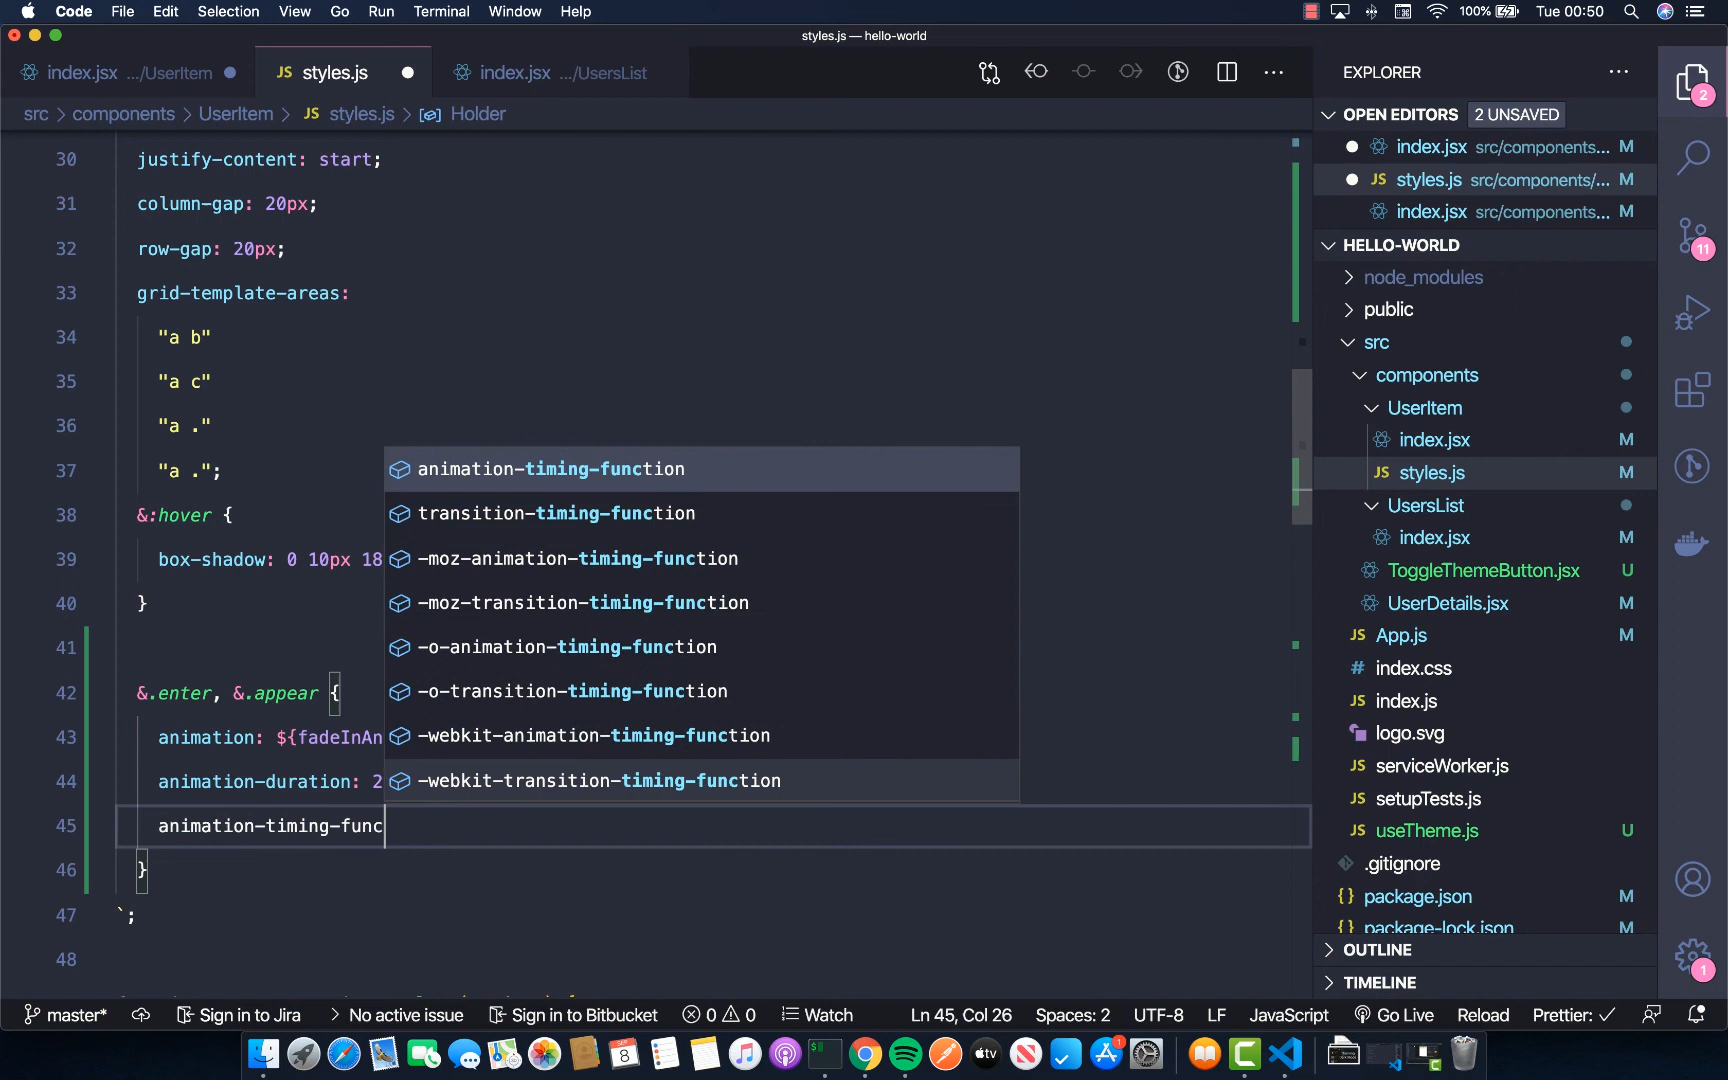 Code File Edit Selection View Go Run Terminal Window Help
100% Tue 00:50
styles.js — hello-world
index.jsx .../UserItem
JS styles.js
index.jsx .../UsersList
EXPLORER
src > components > UserItem > JS styles.js > Holder
OPEN EDITORS 2 UNSAVED
index.jsx src/components... M
JS styles.js src/components/... M
index.jsx src/components... M
HELLO-WORLD
node_modules
public
src
components
UserItem
index.jsx M
JS styles.js M
UsersList
index.jsx M
ToggleThemeButton.jsx U
UserDetails.jsx M
JS App.js M
# index.css
JS index.js
logo.svg
JS serviceWorker.js
JS setupTests.js
JS useTheme.js U
.gitignore
{} package.json M
{} package-lock.json M
OUTLINE
TIMELINE
2
11
1
30 justify-content: start;
31 column-gap: 20px;
32 row-gap: 20px;
33 grid-template-areas:
34 "a b"
35 "a c"
36 "a ."
37 "a .";
38 &:hover {
39 box-shadow: 0 10px 18
40 }
41
42 &.enter, &.appear {
43 animation: ${fadeInAn
44 animation-duration: 2
45 animation-timing-func
46 }
47 `;
48
animation-timing-function
transition-timing-function
-moz-animation-timing-function
-moz-transition-timing-function
-o-animation-timing-function
-o-transition-timing-function
-webkit-animation-timing-function
-webkit-transition-timing-function
master* Sign in to Jira > No active issue Sign in to Bitbucket 0 0 Watch Ln 45, Col 26 Spaces: 2 UTF-8 LF JavaScript Go Live Reload Prettier: ✓
SEP
8
tv
1